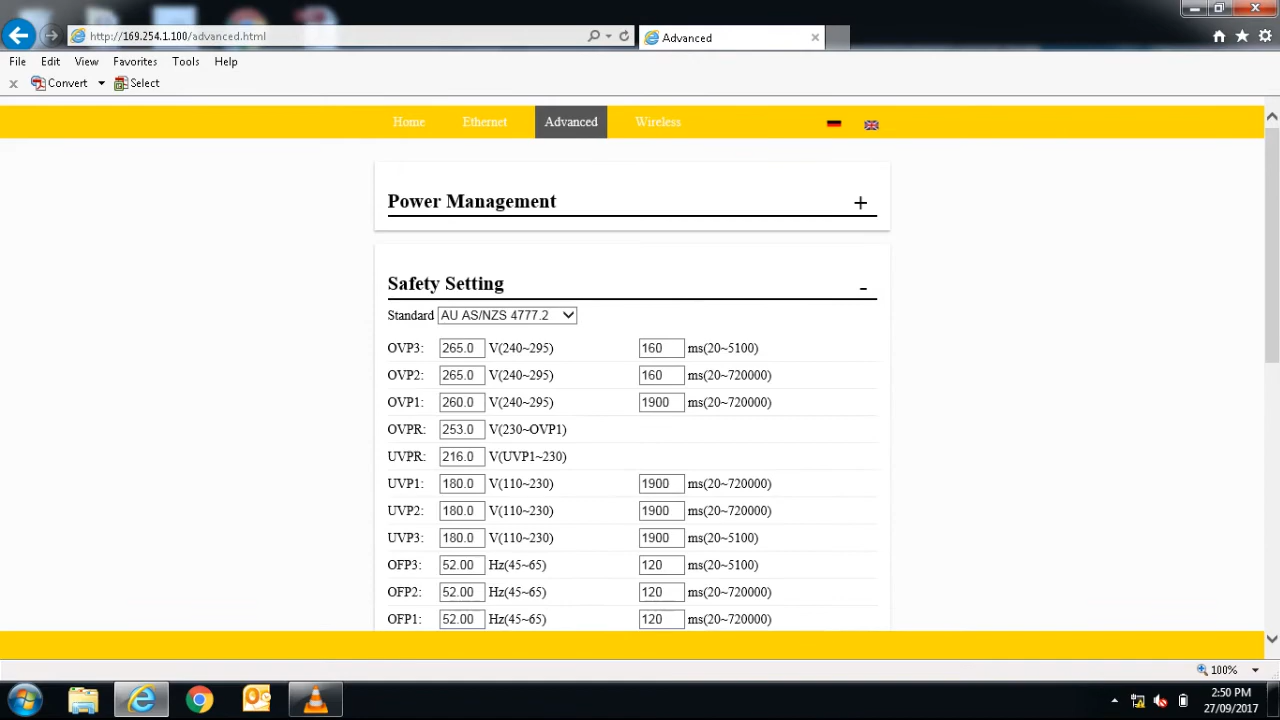 http://169.254.1.100/advanced.html
Advanced
File Edit View Favorites Tools Help
x Convert Select
Home Ethernet Advanced Wireless
Power Management +
Safety Setting -
Standard AU AS/NZS 4777.2
OVP3: 265.0 V(240~295) 160 ms(20~5100)
OVP2: 265.0 V(240~295) 160 ms(20~720000)
OVP1: 260.0 V(240~295) 1900 ms(20~720000)
OVPR: 253.0 V(230~OVP1)
UVPR: 216.0 V(UVP1~230)
UVP1: 180.0 V(110~230) 1900 ms(20~720000)
UVP2: 180.0 V(110~230) 1900 ms(20~720000)
UVP3: 180.0 V(110~230) 1900 ms(20~5100)
OFP3: 52.00 Hz(45~65) 120 ms(20~5100)
OFP2: 52.00 Hz(45~65) 120 ms(20~720000)
OFP1: 52.00 Hz(45~65) 120 ms(20~720000)
100%
2:50 PM
27/09/2017